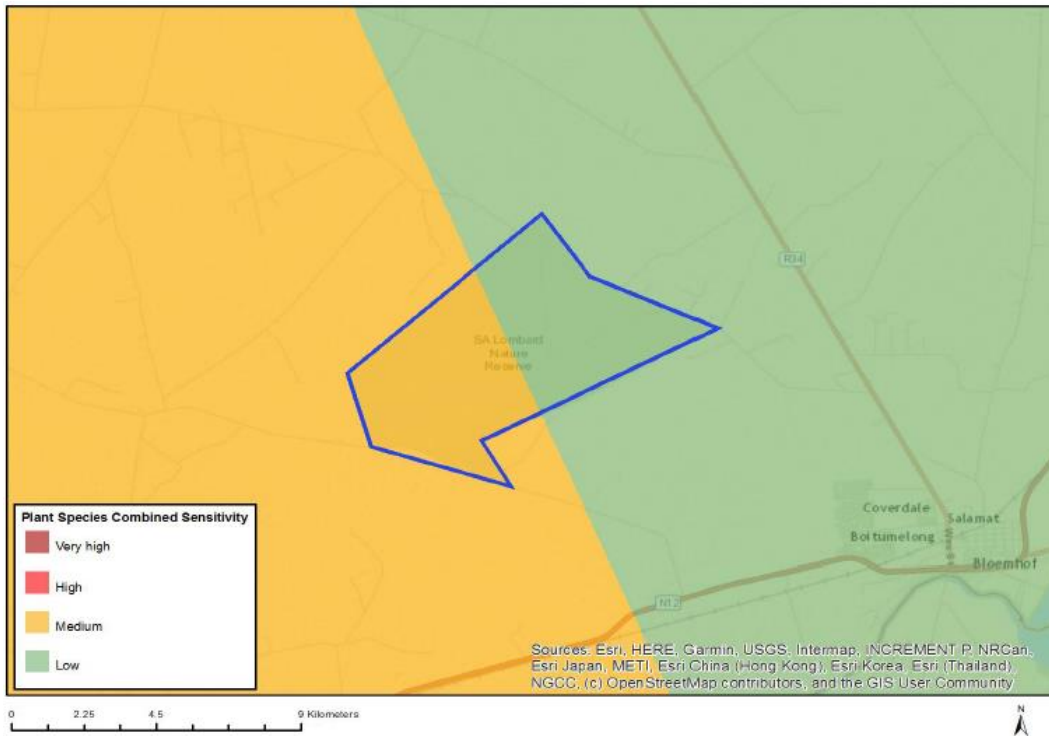 R34
SA Lombard
Nature
Reserve
Coverdale
Salamat
Boitumelong
Bloemhof
N12
Plant Species Combined Sensitivity
Very high
High
Medium
Low
Sources: Esri, HERE, Garmin, USGS, Intermap, INCREMENT P, NRCan,
Esri Japan, METI, Esri China (Hong Kong), Esri Korea, Esri (Thailand),
NGCC, (c) OpenStreetMap contributors, and the GIS User Community
0 2.25 4.5 9 Kilometers
N